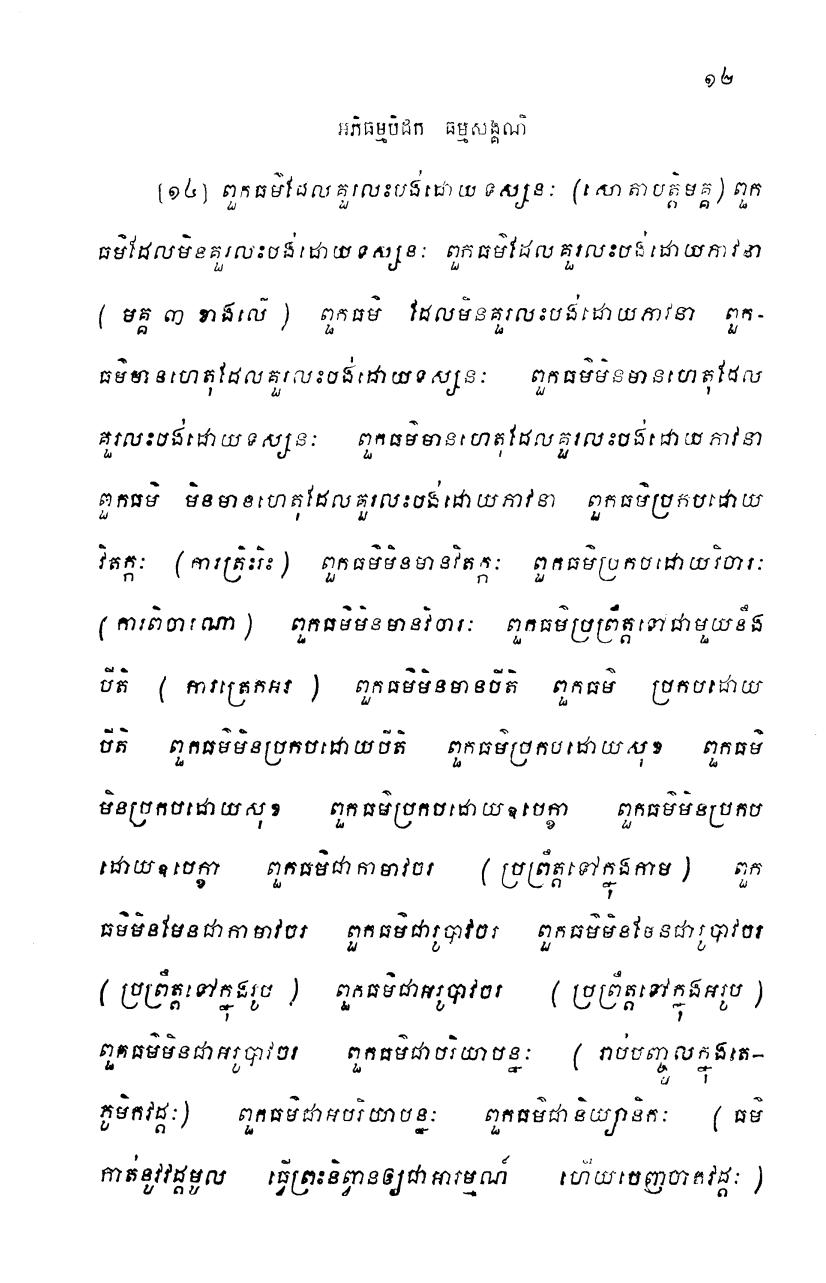 ១២
អភិធម្មបិដក ធម្មសង្គណី
[១៤] ពួកធម៌ដែលគួរលះបង់ដោយទស្សនៈ (សោតាបត្តិមគ្គ) ពួក
ធម៌ដែលមិនគួរលះបង់ដោយទស្សនៈ ពួកធម៌ដែលគួរលះបង់ដោយភាវនា
( មគ្គ ៣ ខាងលើ ) ពួកធម៌ ដែលមិនគួរលះបង់ដោយភាវនា ពួក-
ធម៌មានហេតុដែលគួរលះបង់ដោយទស្សនៈ ពួកធម៌មិនមានហេតុដែល
គួរលះបង់ដោយទស្សនៈ ពួកធម៌មានហេតុដែលគួរលះបង់ដោយភាវនា
ពួកធម៌ មិនមានហេតុដែលគួរលះបង់ដោយភាវនា ពួកធម៌ប្រកបដោយ
វិតក្កៈ (ការត្រិះរិះ) ពួកធម៌មិនមានវិតក្កៈ ពួកធម៌ប្រកបដោយវិចារៈ
(ការពិចារណា) ពួកធម៌មិនមានវិចារៈ ពួកធម៌ប្រព្រឹត្តទៅជាមួយនឹង
បីតិ ( ការត្រេកអរ ) ពួកធម៌មិនមានបីតិ ពួកធម៌ ប្រកបដោយ
បីតិ ពួកធម៌មិនប្រកបដោយបីតិ ពួកធម៌ប្រកបដោយសុខ ពួកធម៌
មិនប្រកបដោយសុខ ពួកធម៌ប្រកបដោយឧបេក្ខា ពួកធម៌មិនប្រកប
ដោយឧបេក្ខា ពួកធម៌ជាកាមាវចរ (ប្រព្រឹត្តទៅក្នុងកាម) ពួក
ធម៌មិនមែនជាកាមាវចរ ពួកធម៌ជារូបាវចរ ពួកធម៌មិនមែនជារូបាវចរ
(ប្រព្រឹត្តទៅក្នុងរូប ) ពួកធម៌ជាអរូបាវចរ (ប្រព្រឹត្តទៅក្នុងអរូប )
ពួកធម៌មិនជាអរូបាវចរ ពួកធម៌ជាបរិយាបន្នៈ ( រាប់បញ្ចូលក្នុងតេ-
ភូមិកវដ្តៈ) ពួកធម៌ជាអបរិយាបន្នៈ ពួកធម៌ជានិយ្យានិកៈ ( ធម៌
កាត់នូវវដ្តមូល ធ្វើព្រះនិព្វានឲ្យជាអារម្មណ៍ ហើយចេញចាកវដ្តៈ )